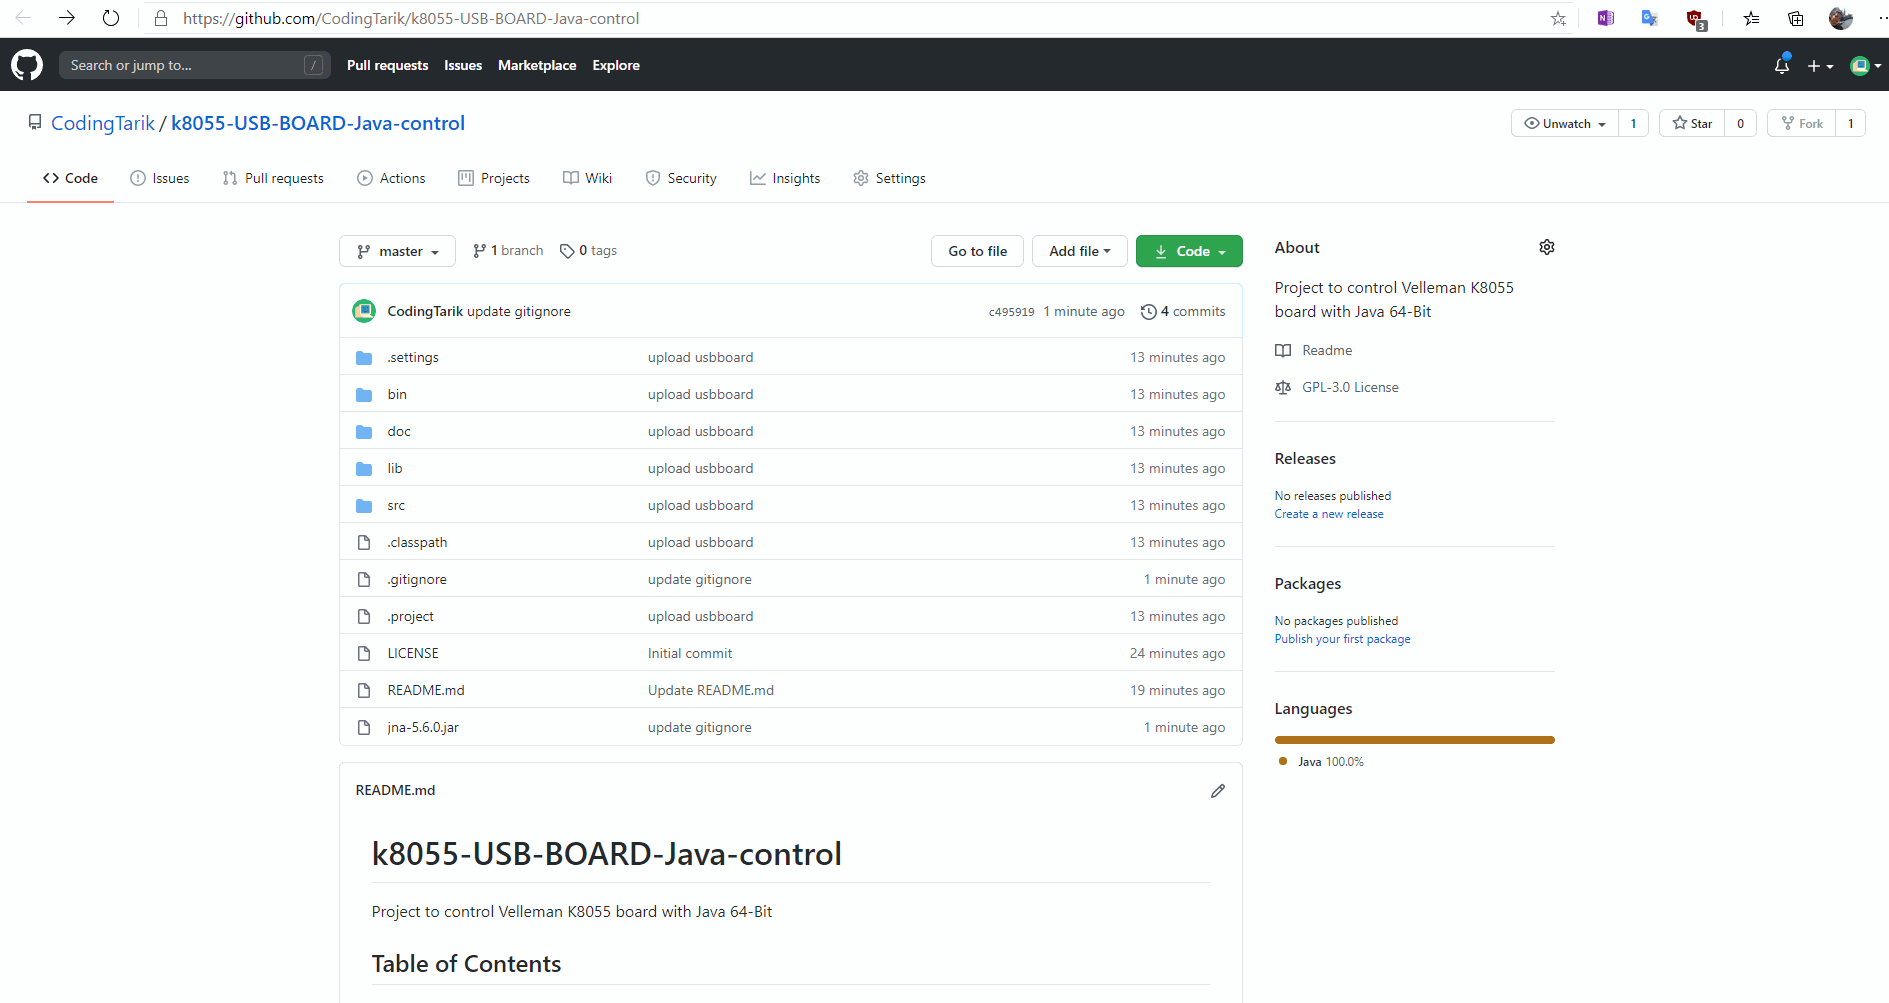 https://github.com/CodingTarik/k8055-USB-BOARD-Java-control
3
Search or jump to... /
Pull requests Issues Marketplace Explore
CodingTarik / k8055-USB-BOARD-Java-control
Unwatch 1 Star 0 Fork 1
Code Issues Pull requests Actions Projects Wiki Security Insights Settings
master 1 branch 0 tags Go to file Add file Code
CodingTarik update gitignore c495919 1 minute ago 4 commits
.settings upload usbboard 13 minutes ago
bin upload usbboard 13 minutes ago
doc upload usbboard 13 minutes ago
lib upload usbboard 13 minutes ago
src upload usbboard 13 minutes ago
.classpath upload usbboard 13 minutes ago
.gitignore update gitignore 1 minute ago
.project upload usbboard 13 minutes ago
LICENSE Initial commit 24 minutes ago
README.md Update README.md 19 minutes ago
jna-5.6.0.jar update gitignore 1 minute ago
README.md
k8055-USB-BOARD-Java-control
Project to control Velleman K8055 board with Java 64-Bit
Table of Contents
About
Project to control Velleman K8055
board with Java 64-Bit
Readme
GPL-3.0 License
Releases
No releases published
Create a new release
Packages
No packages published
Publish your first package
Languages
Java 100.0%